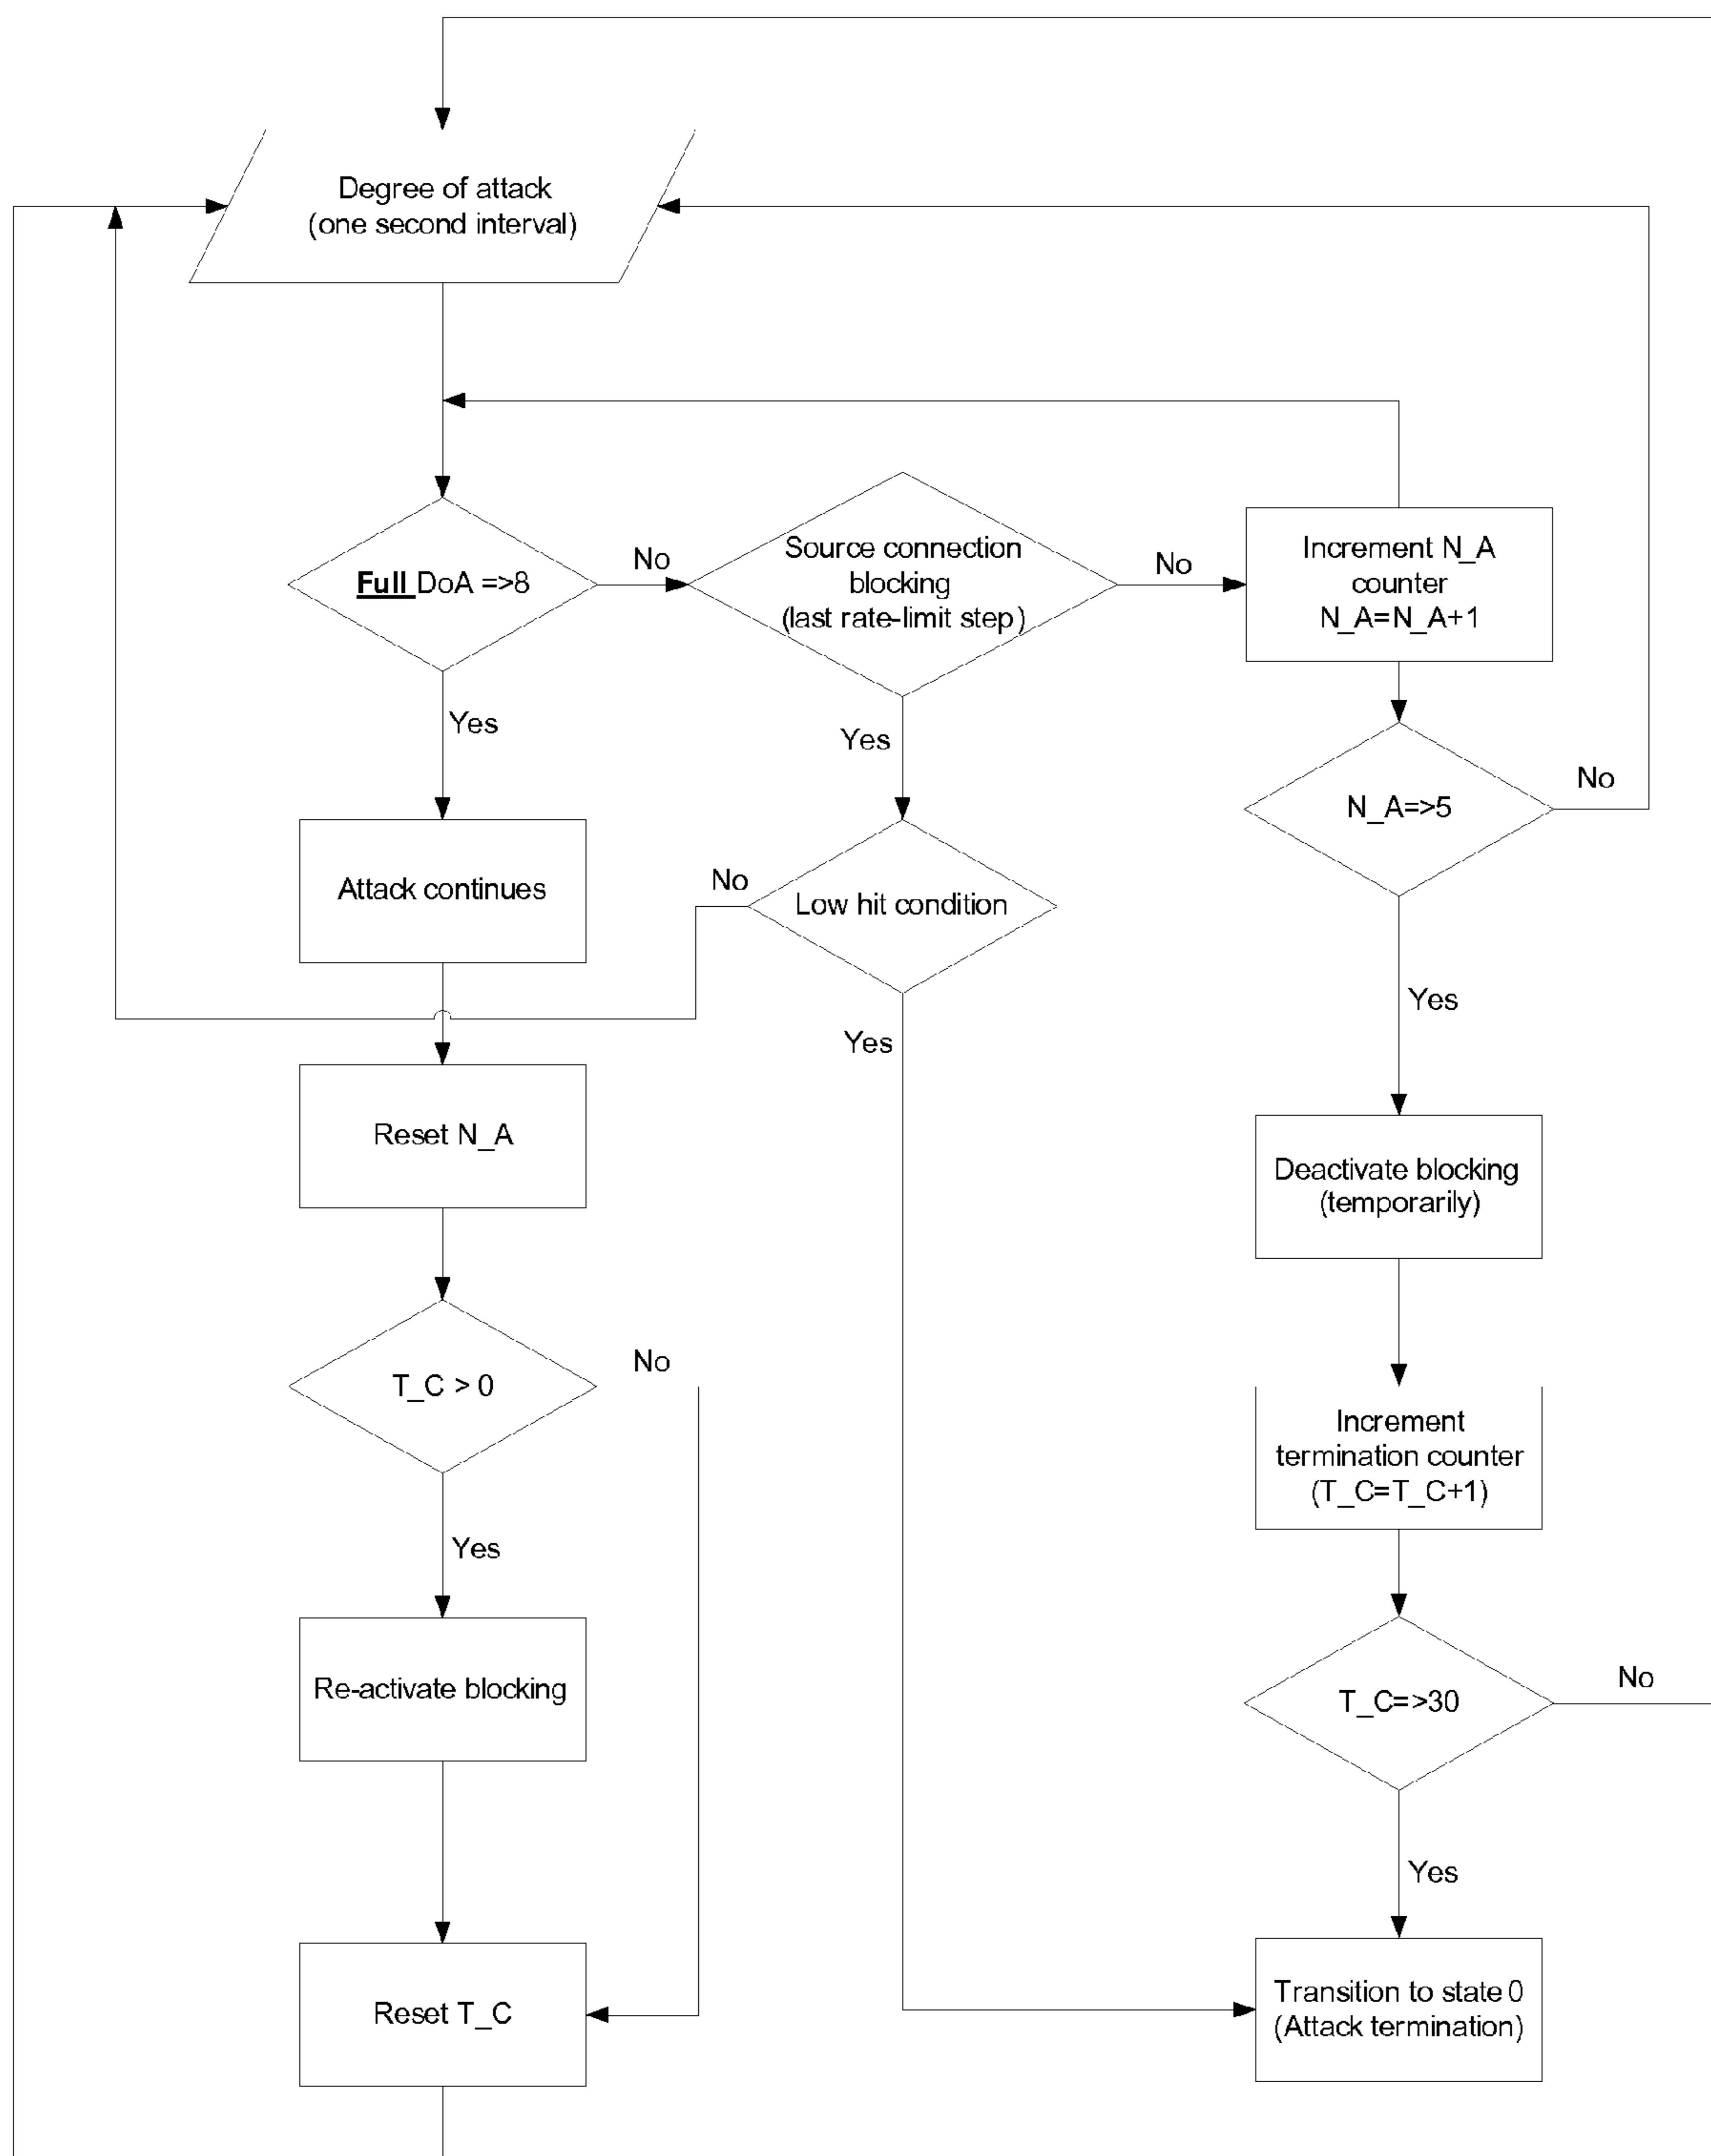 Degree of attack
(one second interval)
Full DoA =>8
No
Source connection
blocking
(last rate-limit step)
No
Increment N_A
counter
N_A=N_A+1
Yes
Yes
N_A=>5
No
Attack continues
No
Low hit condition
Yes
Yes
Reset N_A
Deactivate blocking
(temporarily)
T_C > 0
No
Increment
termination counter
(T_C=T_C+1)
Yes
Re-activate blocking
T_C=>30
No
Yes
Reset T_C
Transition to state 0
(Attack termination)